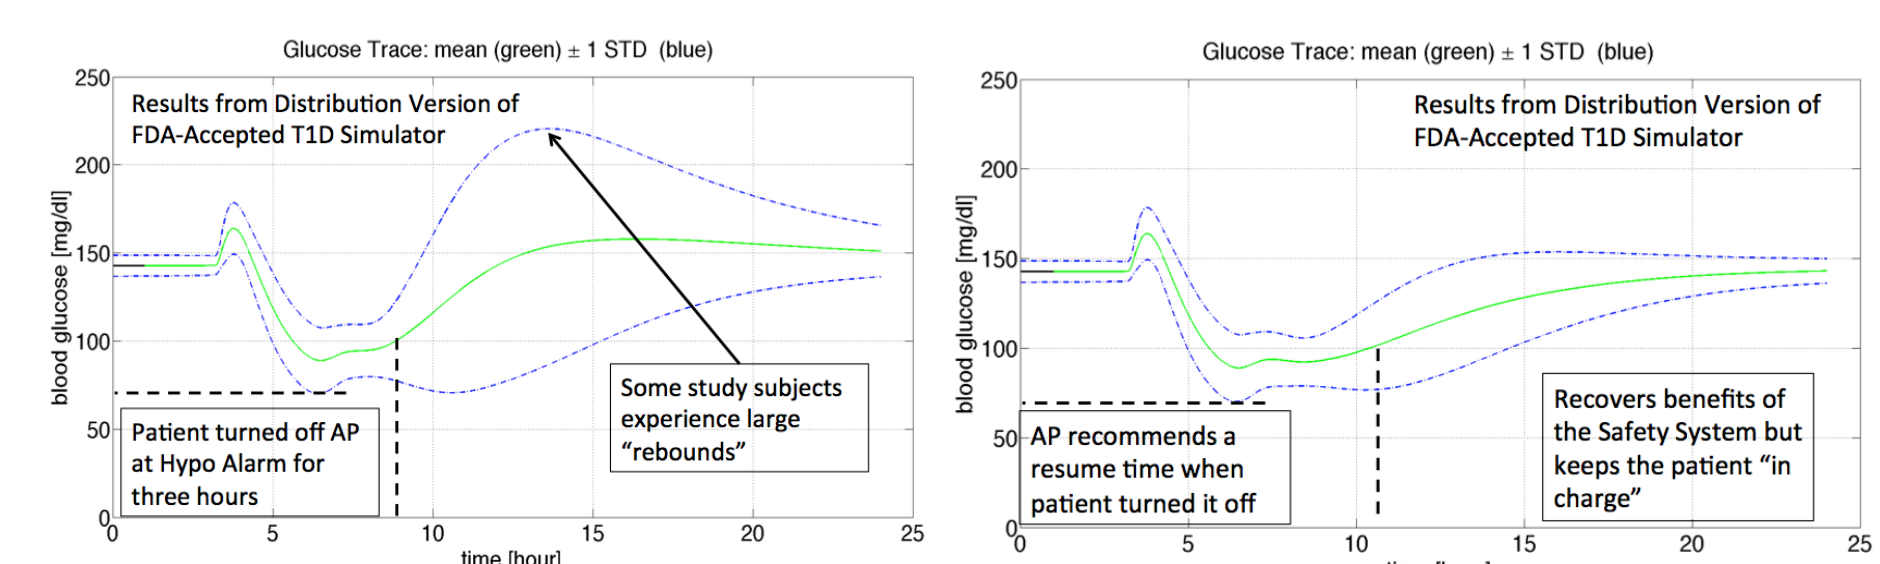 Glucose Trace: mean (green) ± 1 STD  (blue)
250
200
150
100
50
0
blood glucose [mg/dl]
Results from Distribution Version of
FDA-Accepted T1D Simulator
Patient turned off AP
at Hypo Alarm for
three hours
Some study subjects
experience large
“rebounds”
0 5 10 15 20 25
time [hour]
Glucose Trace: mean (green) ± 1 STD  (blue)
250
200
150
100
50
0
blood glucose [mg/dl]
Results from Distribution Version of
FDA-Accepted T1D Simulator
AP recommends a
resume time when
patient turned it off
Recovers benefits of
the Safety System but
keeps the patient “in
charge”
0 5 10 15 20 25